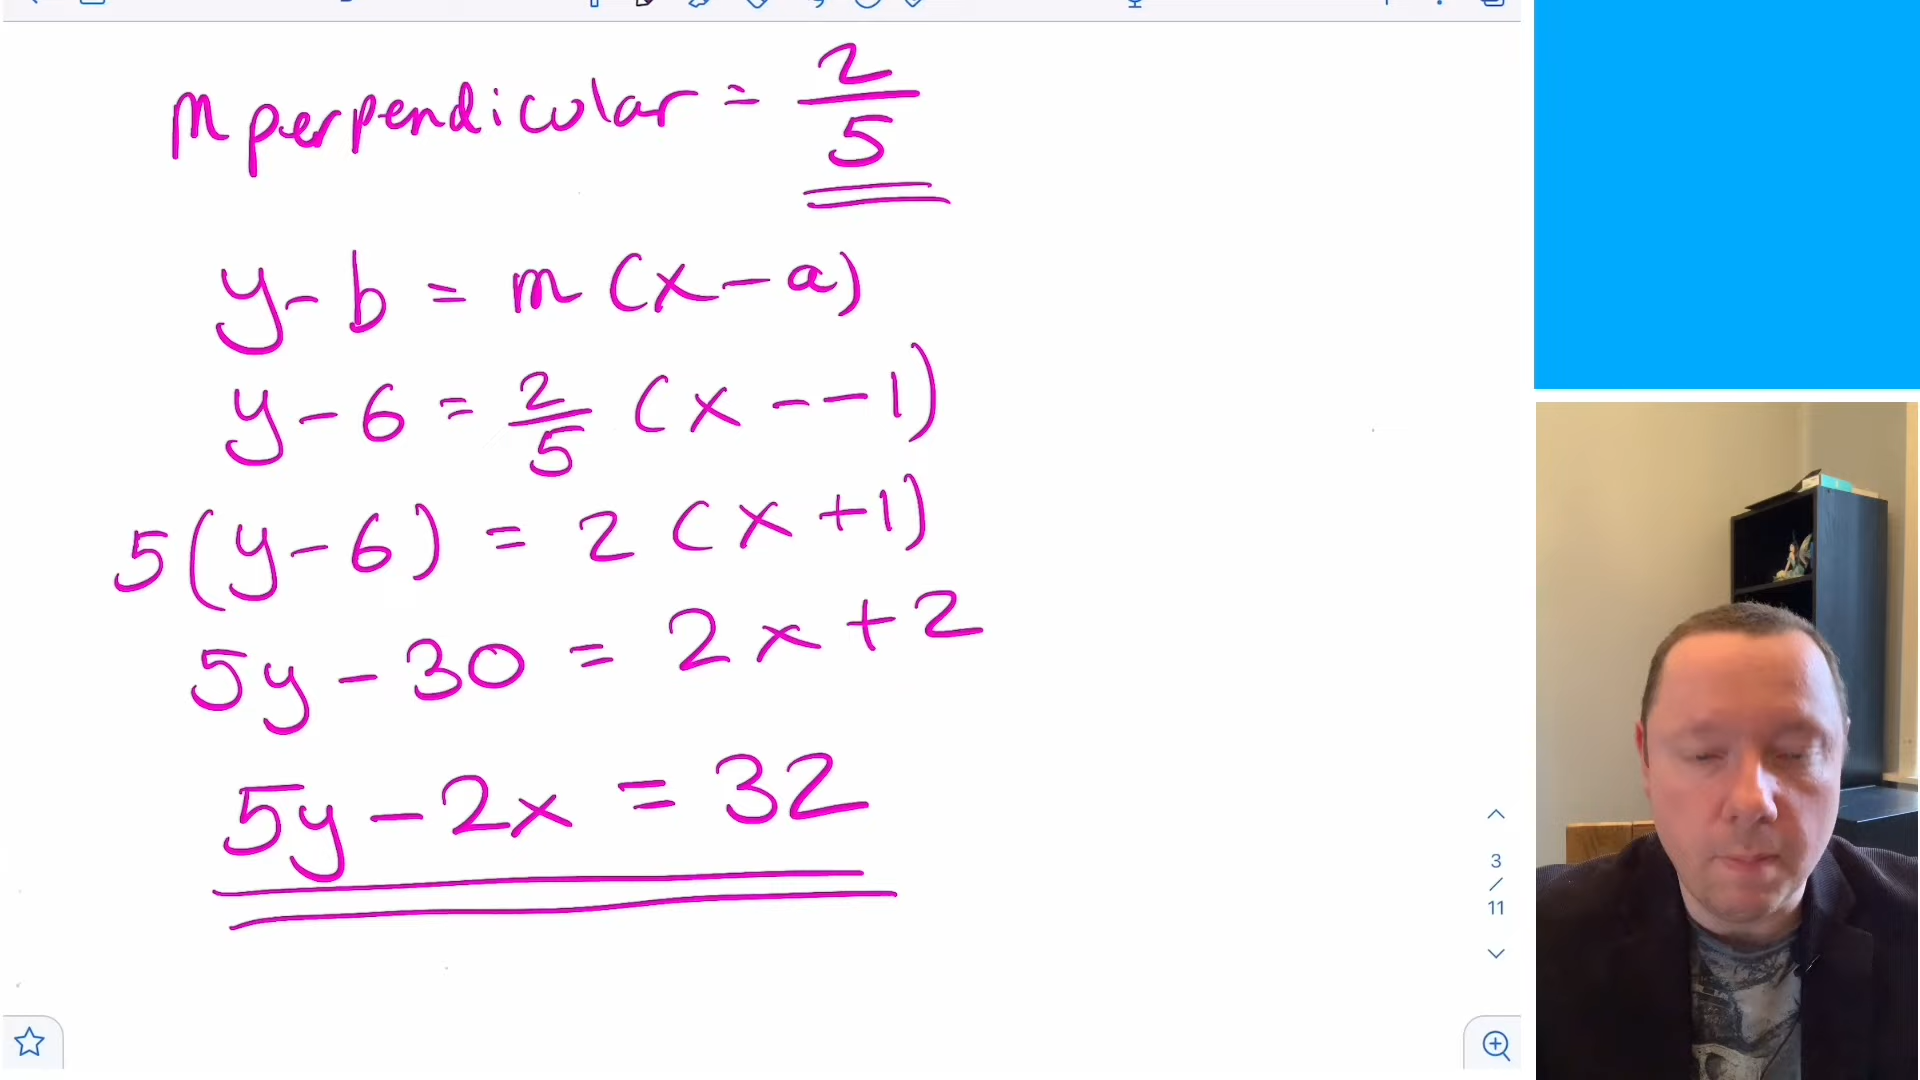 m perpendicular = 2/5
y - b = m (x - a)
y - 6 = 2/5 (x - - 1)
5(y - 6) = 2 (x + 1)
5y - 30 = 2x + 2
5y - 2x = 32
3
/
11